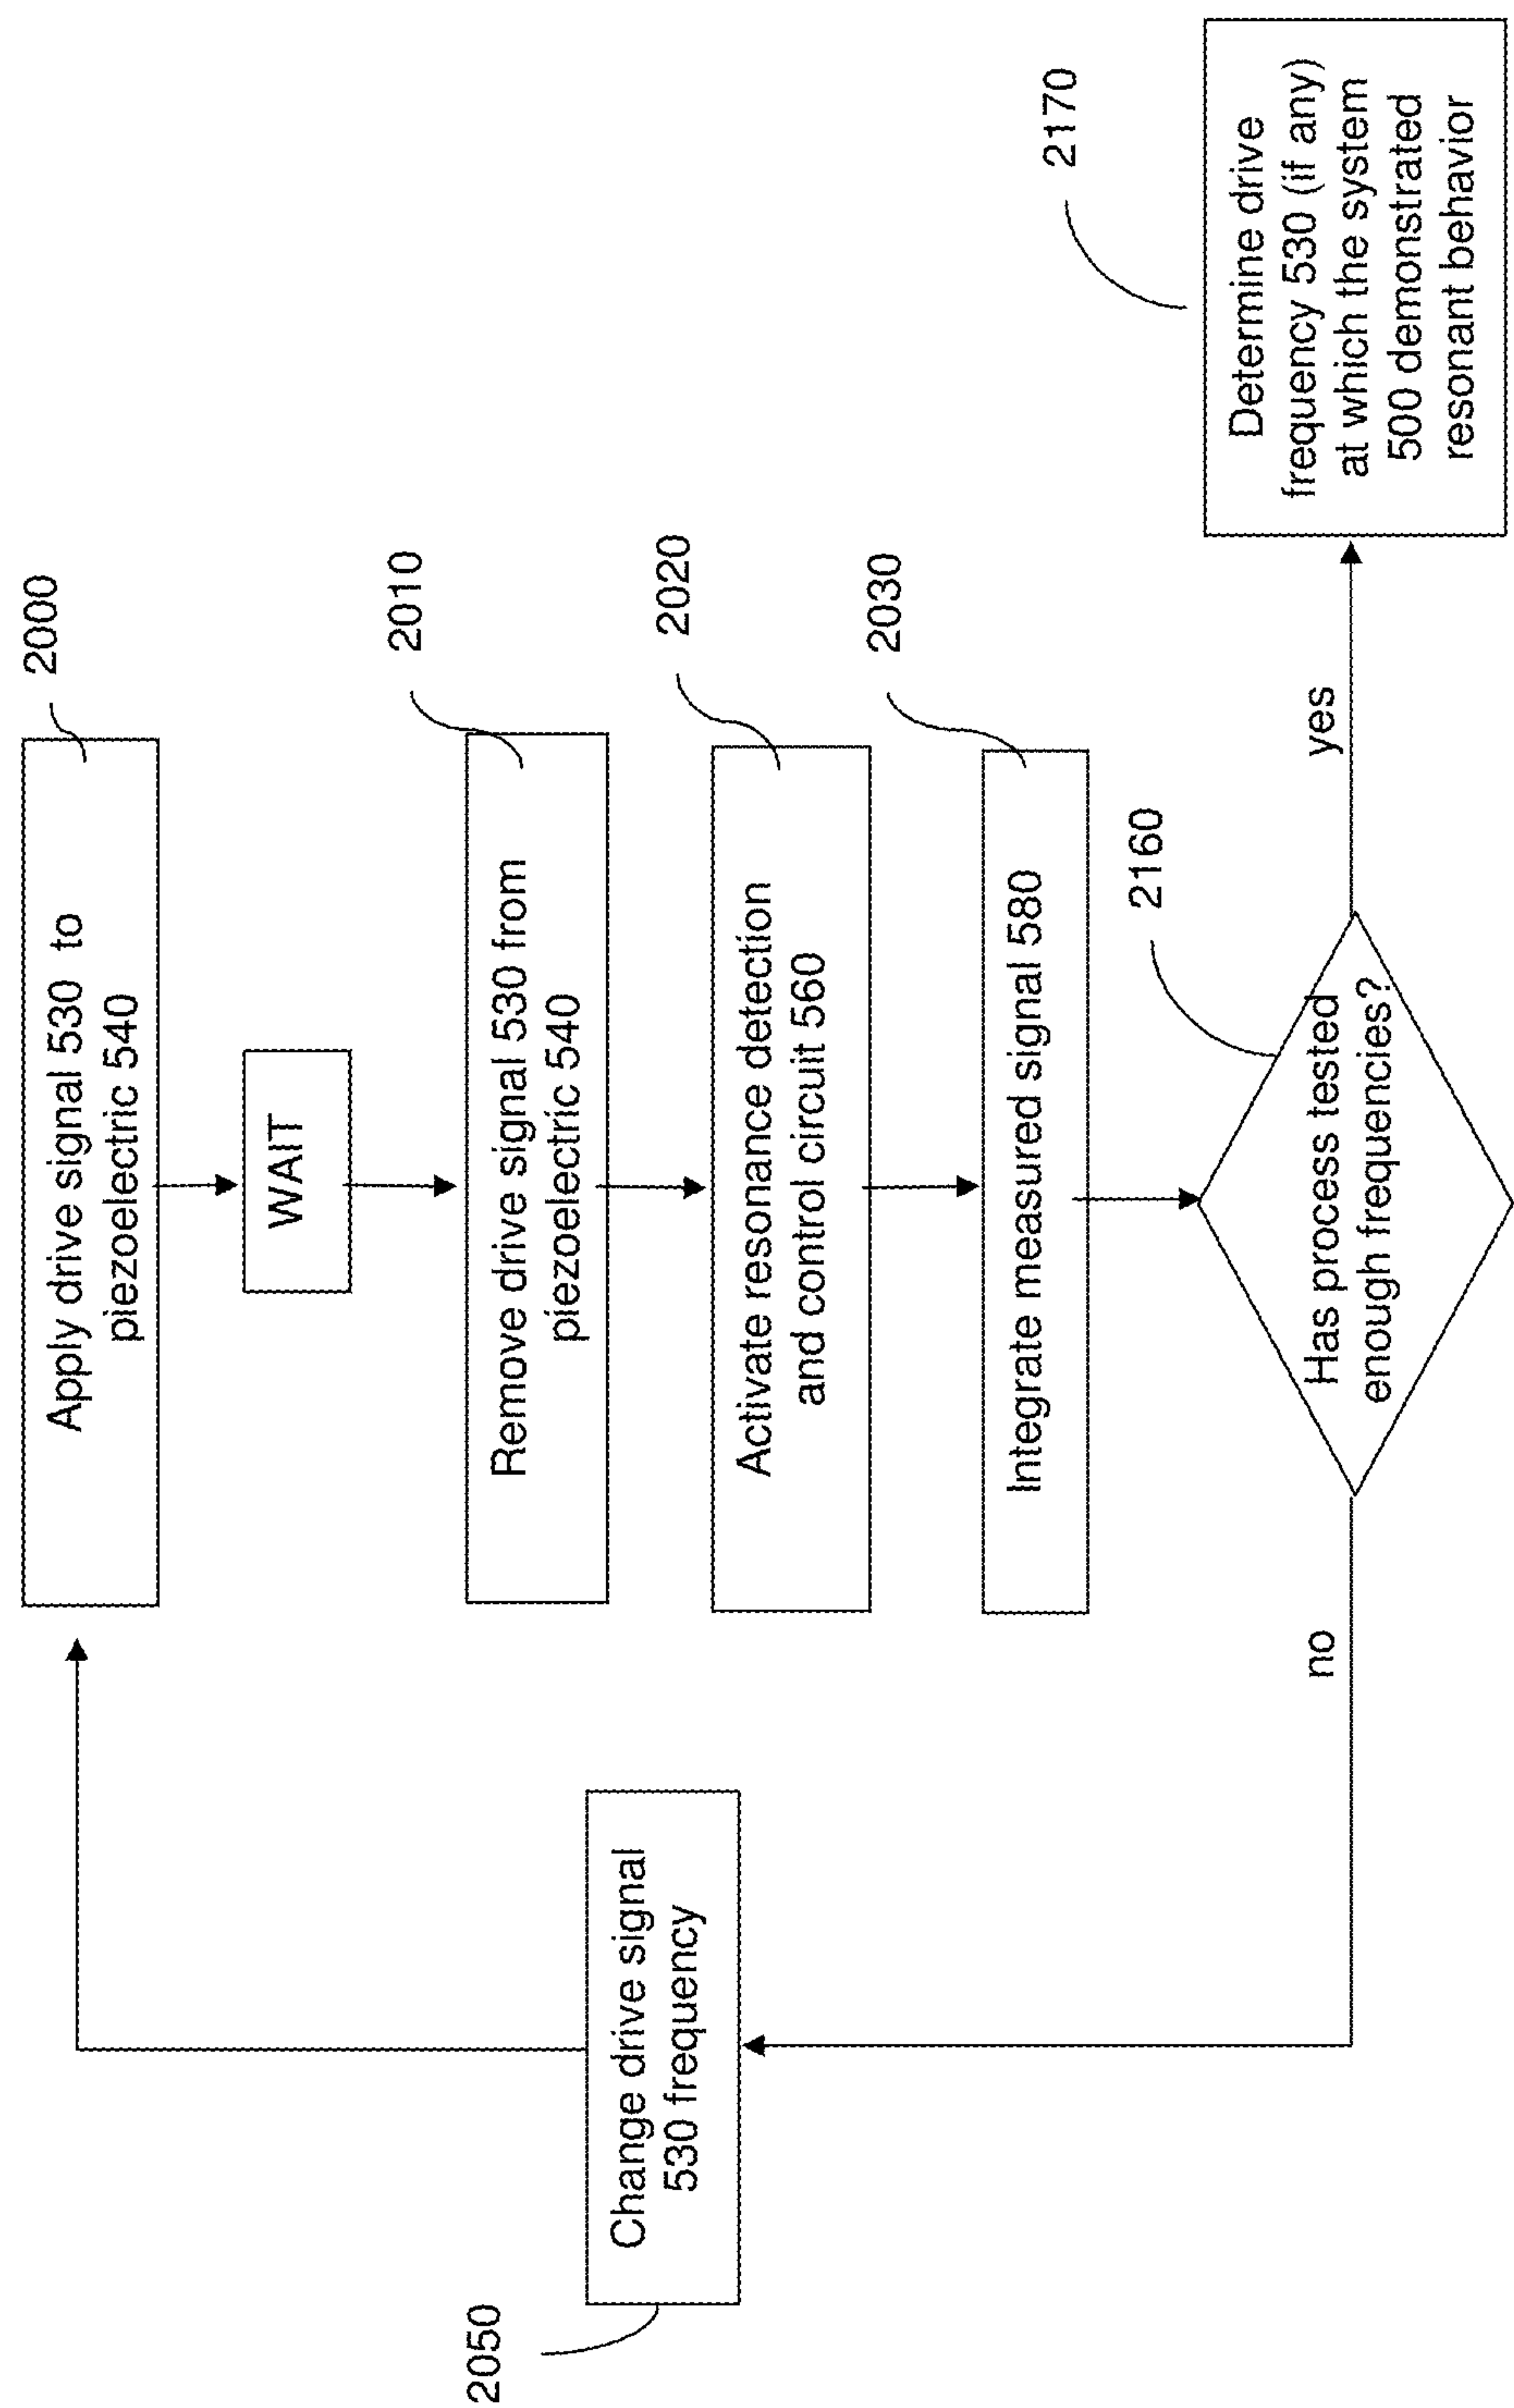 2000
Apply drive signal 530 to
piezoelectric 540
WAIT
2010
Remove drive signal 530 from
piezoelectric 540
2020
Activate resonance detection
and control circuit 560
2030
Integrate measured signal 580
2160
Has process tested
enough frequencies?
no
yes
2050
Change drive signal
530 frequency
2170
Determine drive
frequency 530 (if any)
at which the system
500 demonstrated
resonant behavior